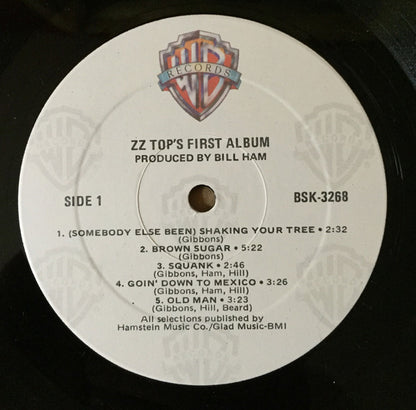 WB
RECORDS
ZZ TOP'S FIRST ALBUM
PRODUCED BY BILL HAM
SIDE 1
BSK-3268
1. (SOMEBODY ELSE BEEN) SHAKING YOUR TREE • 2:32
(Gibbons)
2. BROWN SUGAR • 5:22
(Gibbons)
3. SQUANK • 2:46
(Gibbons, Ham, Hill)
4. GOIN' DOWN TO MEXICO • 3:26
(Gibbons, Ham, Hill)
5. OLD MAN • 3:23
(Gibbons, Hill, Beard)
All selections published by
Hamstein Music Co./Glad Music-BMI